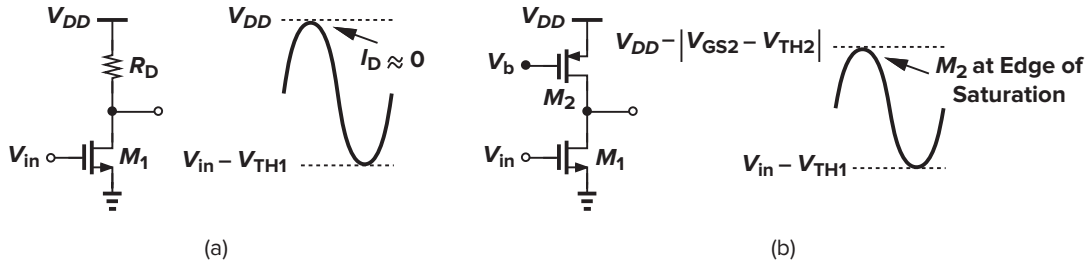 V_DD
R_D
V_in
M_1
V_DD
I_D ≈ 0
V_in – V_TH1
(a)
V_DD
V_b
M_2
V_in
M_1
V_DD – |V_GS2 – V_TH2|
M_2 at Edge of
Saturation
V_in – V_TH1
(b)